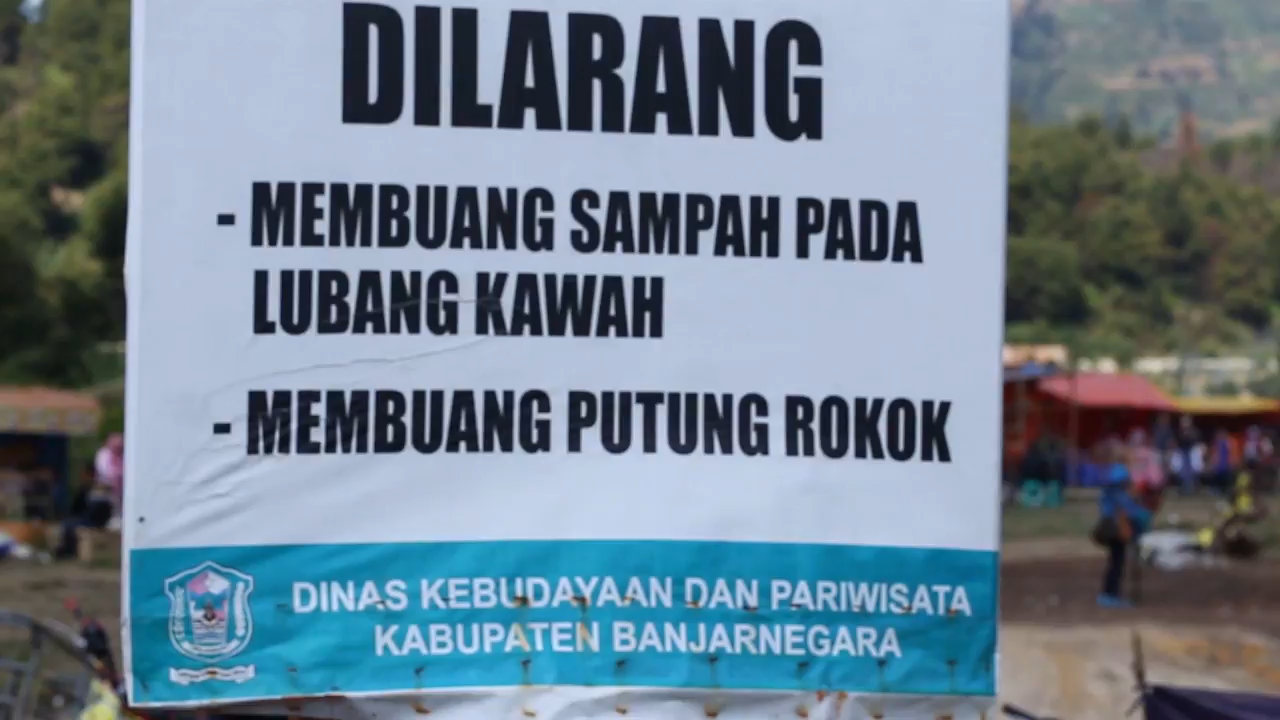 DILARANG
- MEMBUANG SAMPAH PADA
LUBANG KAWAH
- MEMBUANG PUTUNG ROKOK
DINAS KEBUDAYAAN DAN PARIWISATA
KABUPATEN BANJARNEGARA